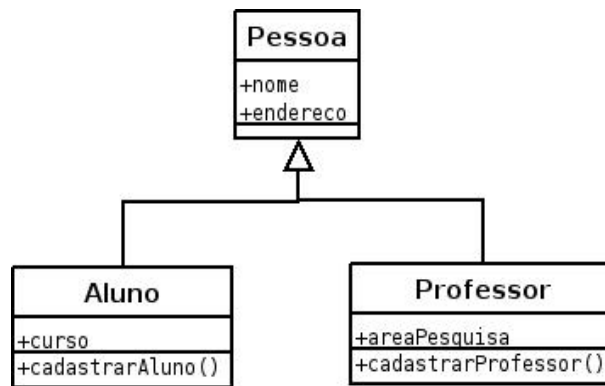 Pessoa
+nome
+endereco
Aluno
+curso
+cadastrarAluno()
Professor
+areaPesquisa
+cadastrarProfessor()